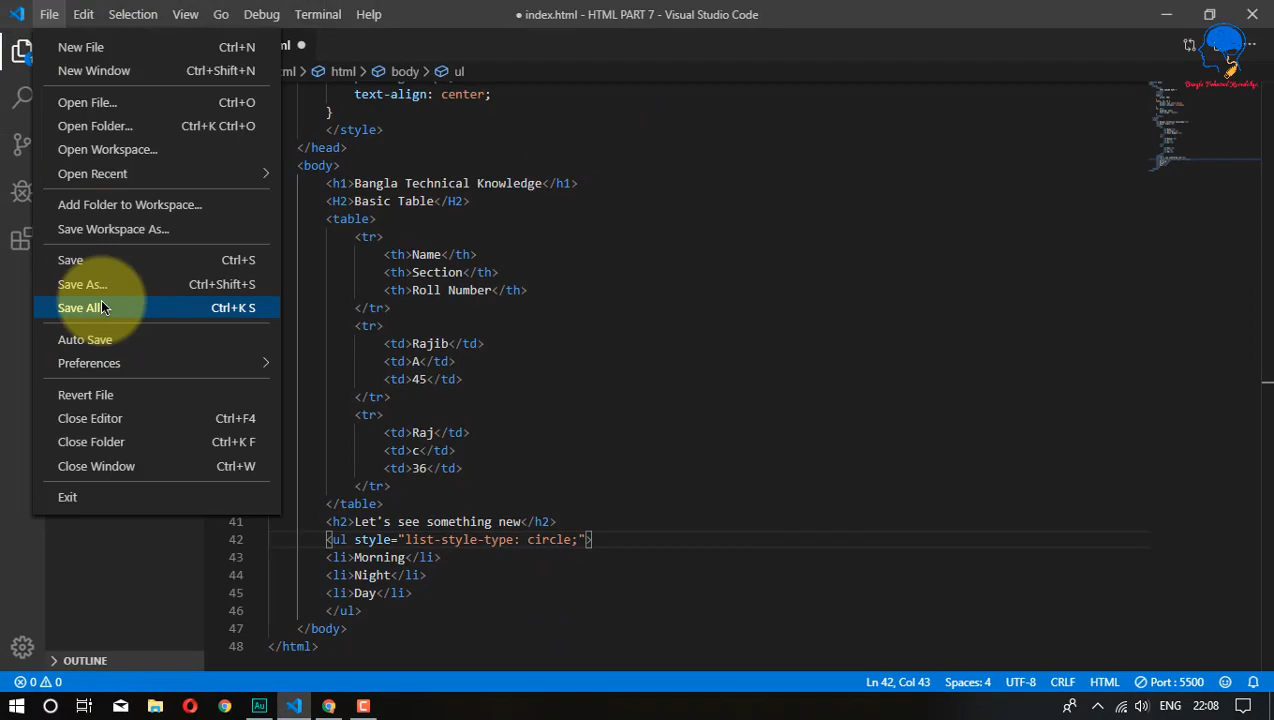 File Edit Selection View Go Debug Terminal Help
● index.html - HTML PART 7 - Visual Studio Code
New File Ctrl+N
New Window Ctrl+Shift+N
Open File... Ctrl+O
Open Folder... Ctrl+K Ctrl+O
Open Workspace...
Open Recent
Add Folder to Workspace...
Save Workspace As...
Save Ctrl+S
Save As... Ctrl+Shift+S
Save All Ctrl+K S
Auto Save
Preferences
Revert File
Close Editor Ctrl+F4
Close Folder Ctrl+K F
Close Window Ctrl+W
Exit
OUTLINE
ml ●
ml > html > body > ul
text-align: center;
}
</style>
</head>
<body>
<h1>Bangla Technical Knowledge</h1>
<H2>Basic Table</H2>
<table>
<tr>
<th>Name</th>
<th>Section</th>
<th>Roll Number</th>
</tr>
<tr>
<td>Rajib</td>
<td>A</td>
<td>45</td>
</tr>
<tr>
<td>Raj</td>
<td>c</td>
<td>36</td>
</tr>
</table>
41 <h2>Let's see something new</h2>
42 <ul style="list-style-type: circle;">
43 <li>Morning</li>
44 <li>Night</li>
45 <li>Day</li>
46 </ul>
47 </body>
48 </html>
Bangla Technical Knowledge
0 0
Ln 42, Col 43 Spaces: 4 UTF-8 CRLF HTML Port : 5500
Au
ENG 22:08